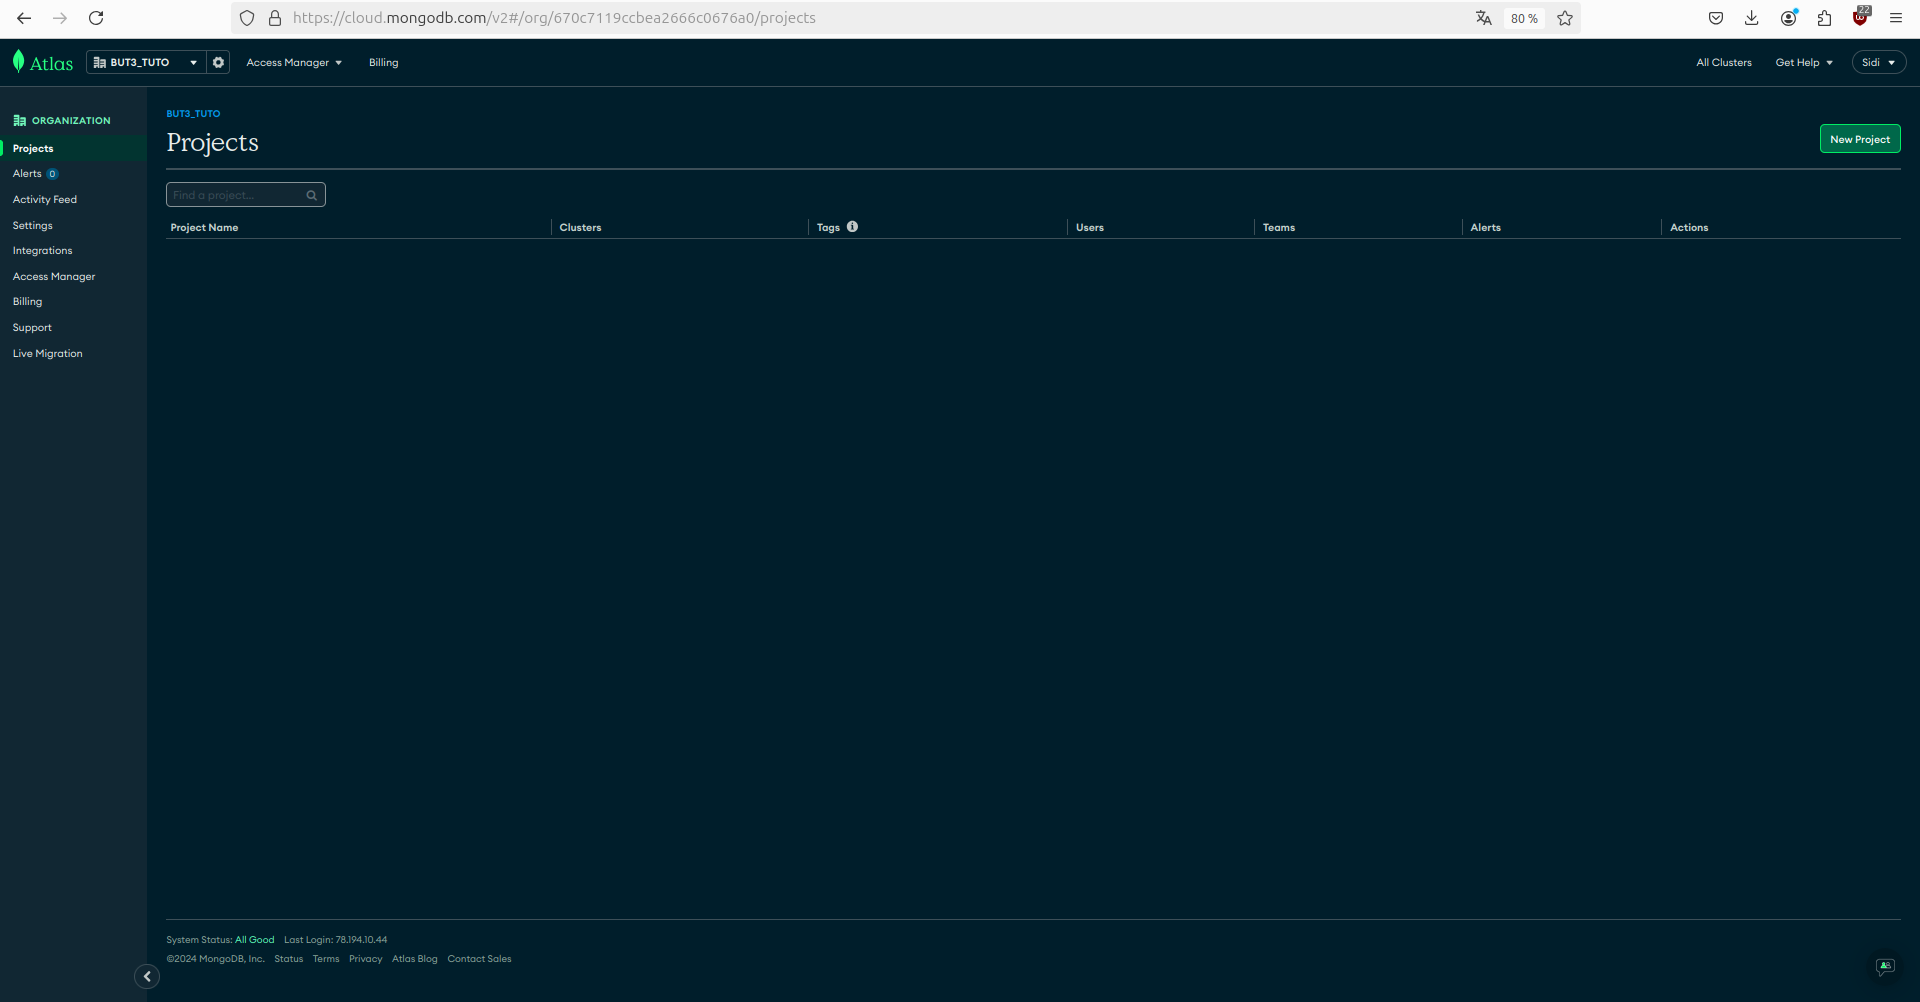 https://cloud.mongodb.com/v2#/org/670c7119ccbea2666c0676a0/projects
80 %
22
Atlas
BUT3_TUTO
Access Manager
Billing
All Clusters
Get Help
Sidi
ORGANIZATION
Projects
Alerts 0
Activity Feed
Settings
Integrations
Access Manager
Billing
Support
Live Migration
BUT3_TUTO
Projects
New Project
Find a project...
Project Name
Clusters
Tags
Users
Teams
Alerts
Actions
System Status: All Good Last Login: 78.194.10.44
©2024 MongoDB, Inc. Status Terms Privacy Atlas Blog Contact Sales